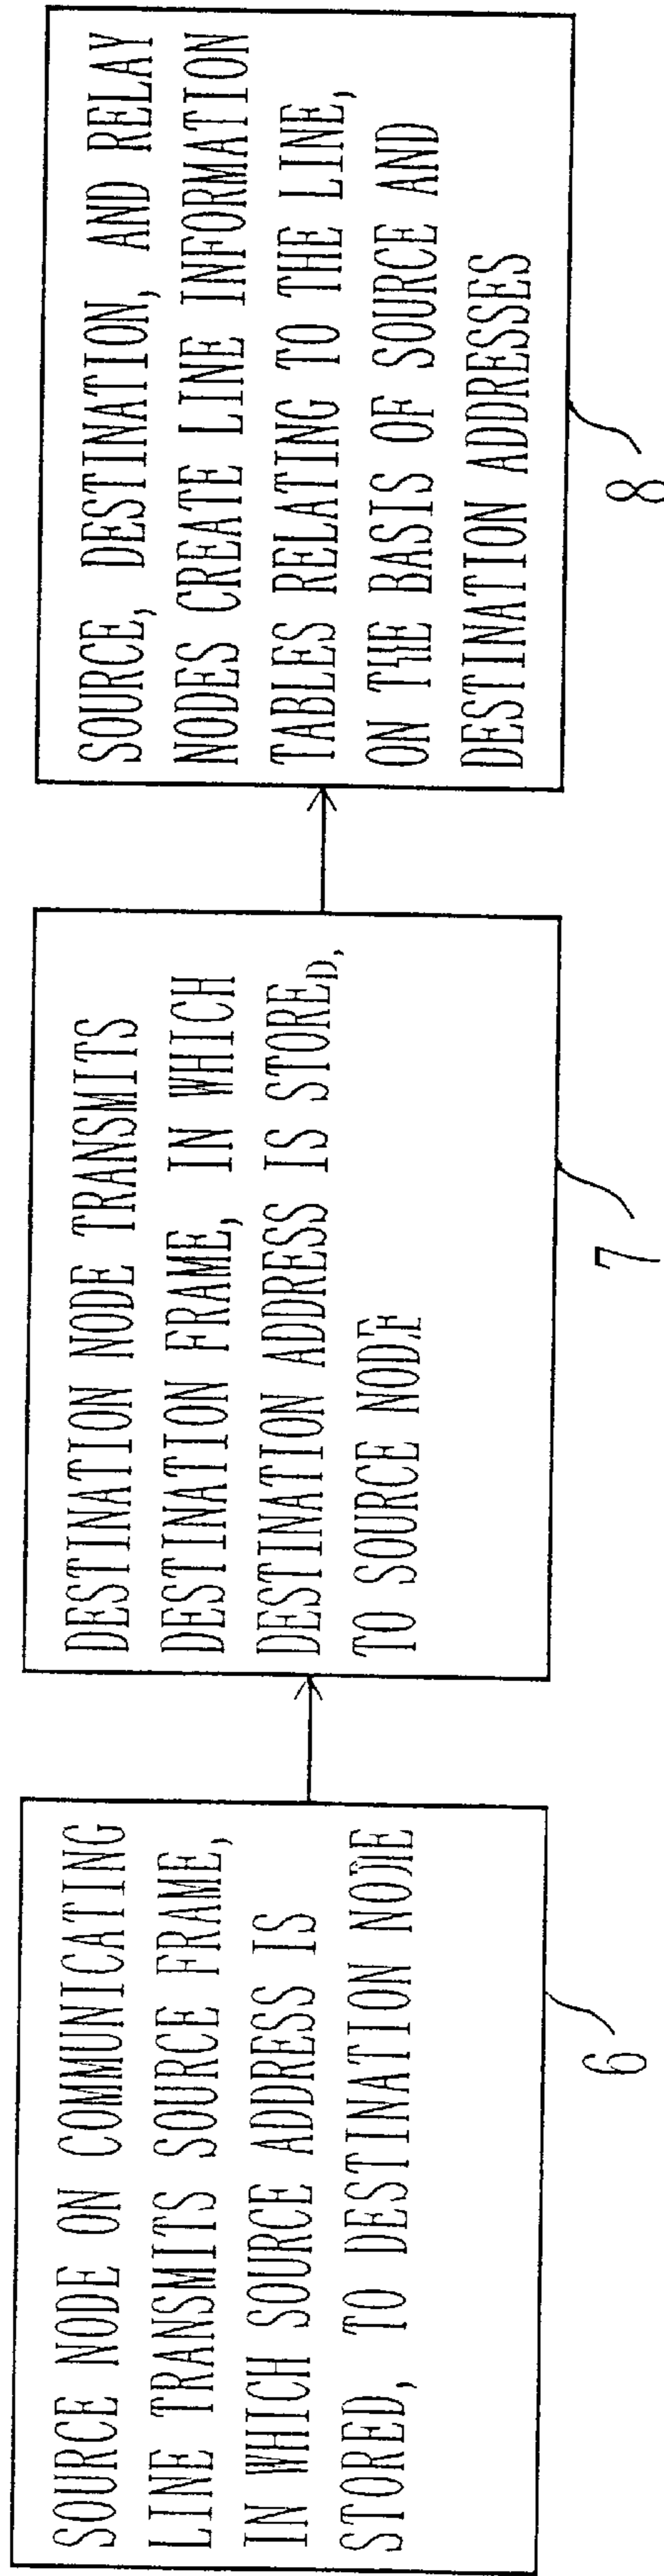 SOURCE NODE ON COMMUNICATING
LINE TRANSMITS SOURCE FRAME,
IN WHICH SOURCE ADDRESS IS
STORED, TO DESTINATION NODE
6
DESTINATION NODE TRANSMITS
DESTINATION FRAME, IN WHICH
DESTINATION ADDRESS IS STORED,
TO SOURCE NODE
7
SOURCE, DESTINATION, AND RELAY
NODES CREATE LINE INFORMATION
TABLES RELATING TO THE LINE,
ON THE BASIS OF SOURCE AND
DESTINATION ADDRESSES
8